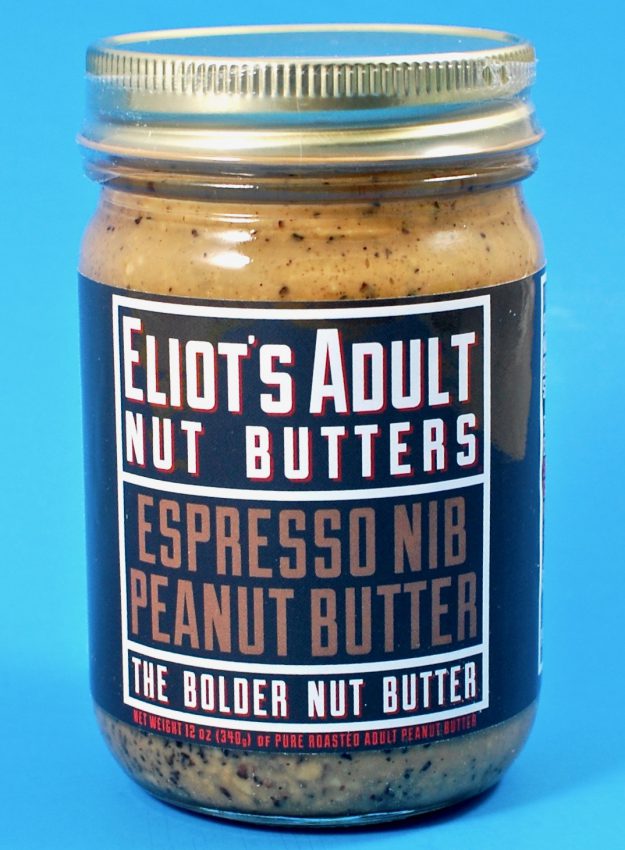 ELIOT'S ADULT
NUT BUTTERS
ESPRESSO NIB
PEANUT BUTTER
THE BOLDER NUT BUTTER
NET WEIGHT 12 OZ (340g) OF PURE ROASTED ADULT PEANUT BUTTER